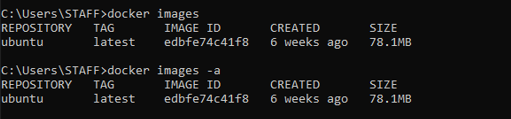 C:\Users\STAFF>docker images
REPOSITORY TAG IMAGE ID CREATED SIZE
ubuntu latest edbfe74c41f8 6 weeks ago 78.1MB
C:\Users\STAFF>docker images -a
REPOSITORY TAG IMAGE ID CREATED SIZE
ubuntu latest edbfe74c41f8 6 weeks ago 78.1MB